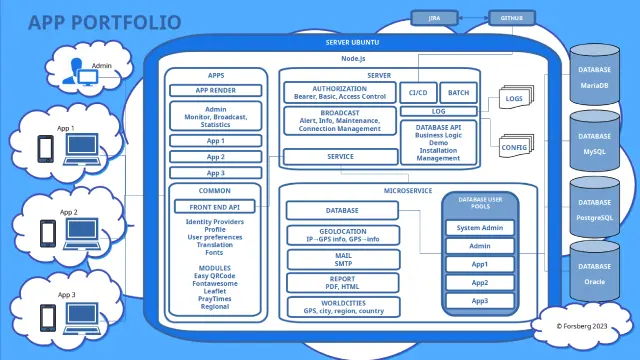 APP PORTFOLIO
JIRA
GITHUB
SERVER UBUNTU
Node.js
Admin
App 1
App 2
App 3
APPS
APP RENDER
Admin
Monitor, Broadcast,
Statistics
App 1
App 2
App 3
COMMON
FRONT END API
Identity Providers
Profile
User preferences
Translation
Fonts
MODULES
Easy QRCode
Fontawesome
Leaflet
PrayTimes
Regional
SERVER
AUTHORIZATION
Bearer, Basic, Access Control
BROADCAST
Alert, Info, Maintenance,
Connection Management
SERVICE
CI/CD
BATCH
LOG
DATABASE API
Business Logic
Demo
Installation
Management
LOGS
CONFIG
MICROSERVICE
DATABASE
GEOLOCATION
IP→GPS info, GPS→info
MAIL
SMTP
REPORT
PDF, HTML
WORLDCITIES
GPS, city, region, country
DATABASE USER
POOLS
System Admin
Admin
App1
App2
App3
DATABASE
MariaDB
DATABASE
MySQL
DATABASE
PostgreSQL
DATABASE
Oracle
© Forsberg 2023